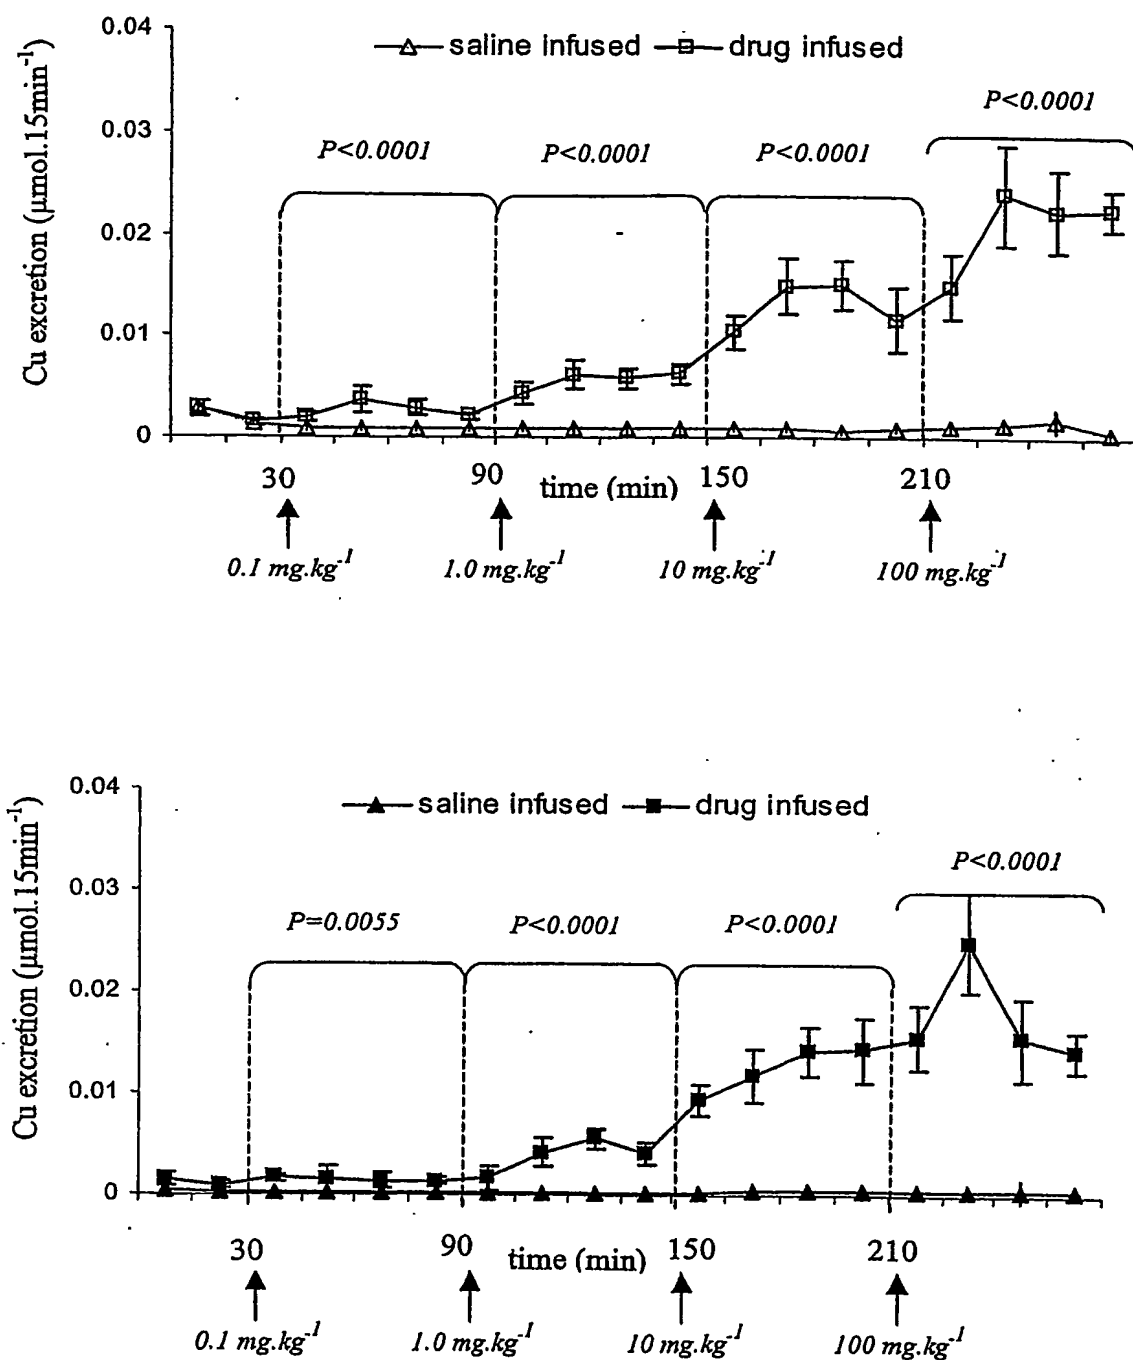 0.04
saline infused drug infused
P<0.0001
0.03
P<0.0001 P<0.0001 P<0.0001
0.02
0.01
0
Cu excretion (µmol.15min⁻¹)
30 90 time (min) 150 210
0.1 mg.kg⁻¹ 1.0 mg.kg⁻¹ 10 mg.kg⁻¹ 100 mg.kg⁻¹
0.04
saline infused drug infused
P<0.0001
0.03
P=0.0055 P<0.0001 P<0.0001
0.02
0.01
0
Cu excretion (µmol.15min⁻¹)
30 90 time (min) 150 210
0.1 mg.kg⁻¹ 1.0 mg.kg⁻¹ 10 mg.kg⁻¹ 100 mg.kg⁻¹